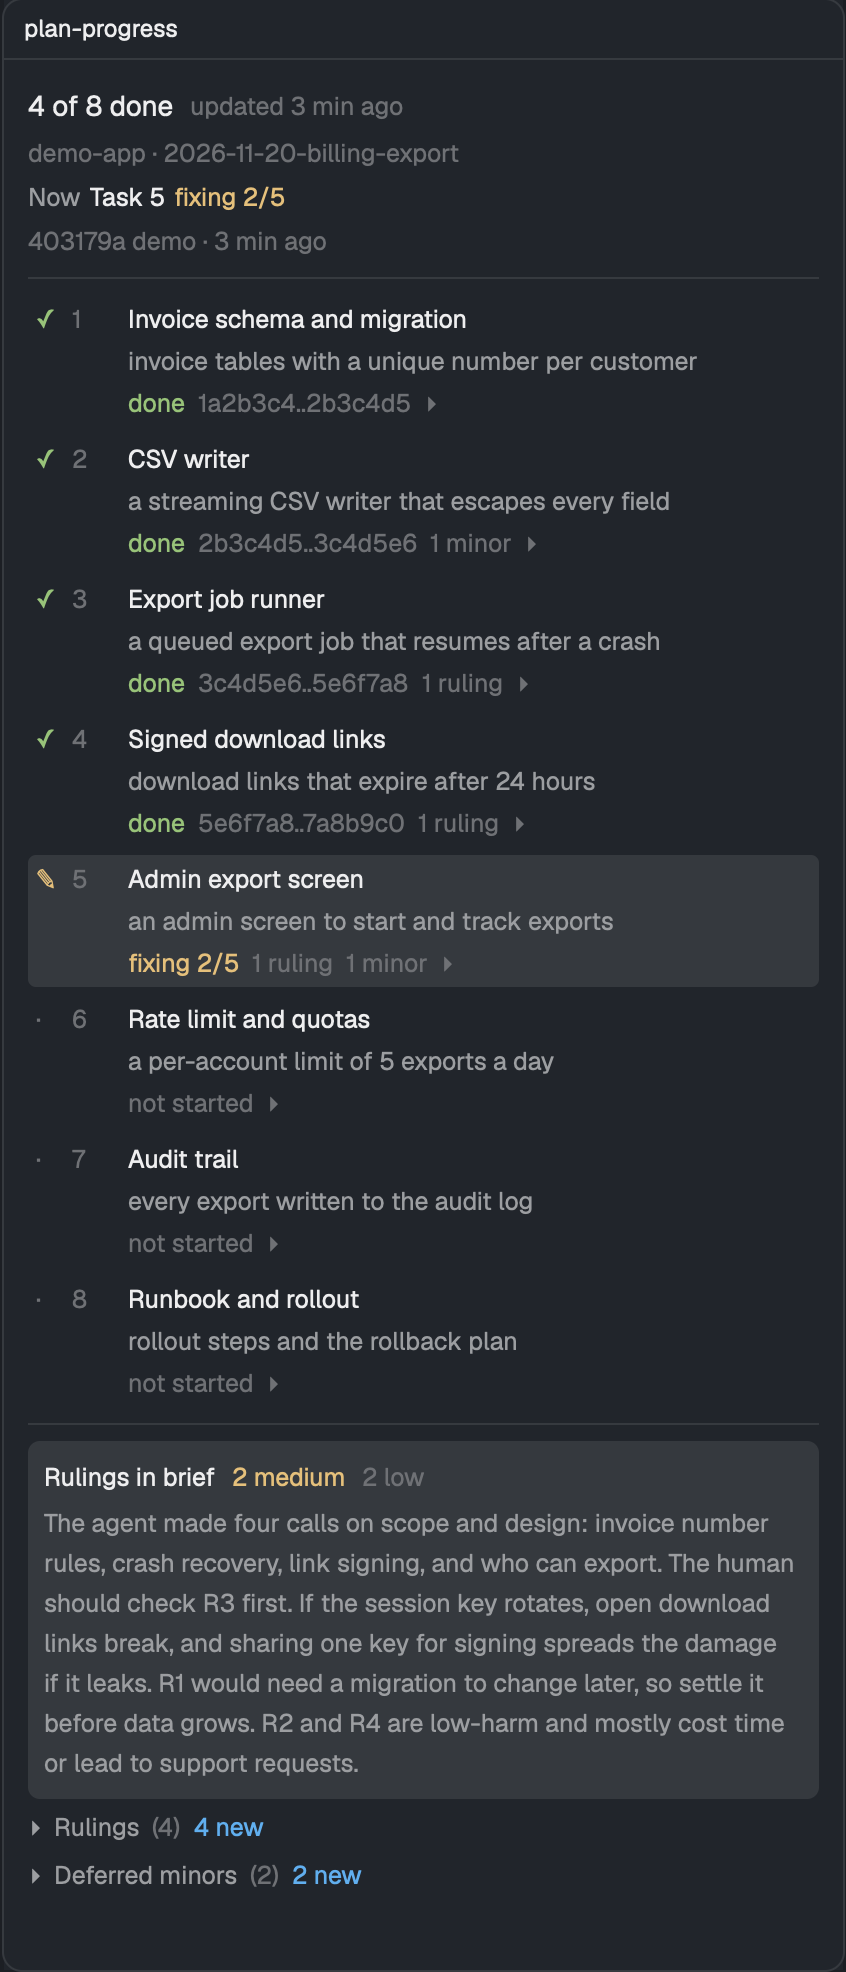 plan-progress
4 of 8 done updated 3 min ago
demo-app · 2026-11-20-billing-export
Now Task 5 fixing 2/5
403179a demo · 3 min ago
✓ 1 Invoice schema and migration
invoice tables with a unique number per customer
done 1a2b3c4..2b3c4d5
✓ 2 CSV writer
a streaming CSV writer that escapes every field
done 2b3c4d5..3c4d5e6 1 minor
✓ 3 Export job runner
a queued export job that resumes after a crash
done 3c4d5e6..5e6f7a8 1 ruling
✓ 4 Signed download links
download links that expire after 24 hours
done 5e6f7a8..7a8b9c0 1 ruling
✎ 5 Admin export screen
an admin screen to start and track exports
fixing 2/5 1 ruling 1 minor
· 6 Rate limit and quotas
a per-account limit of 5 exports a day
not started
· 7 Audit trail
every export written to the audit log
not started
· 8 Runbook and rollout
rollout steps and the rollback plan
not started
Rulings in brief 2 medium 2 low
The agent made four calls on scope and design: invoice number
rules, crash recovery, link signing, and who can export. The human
should check R3 first. If the session key rotates, open download
links break, and sharing one key for signing spreads the damage
if it leaks. R1 would need a migration to change later, so settle it
before data grows. R2 and R4 are low-harm and mostly cost time
or lead to support requests.
Rulings (4) 4 new
Deferred minors (2) 2 new